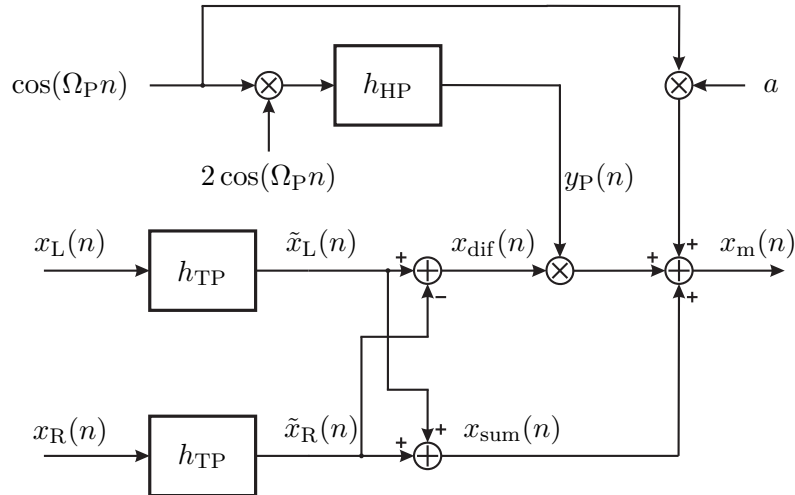 cos(Ω_P n)
h_HP
a
2 cos(Ω_P n)
y_P(n)
x_L(n)
h_TP
x̃_L(n)
+
x_dif(n)
+
+
x_m(n)
−
+
x_R(n)
h_TP
x̃_R(n)
+
+
x_sum(n)